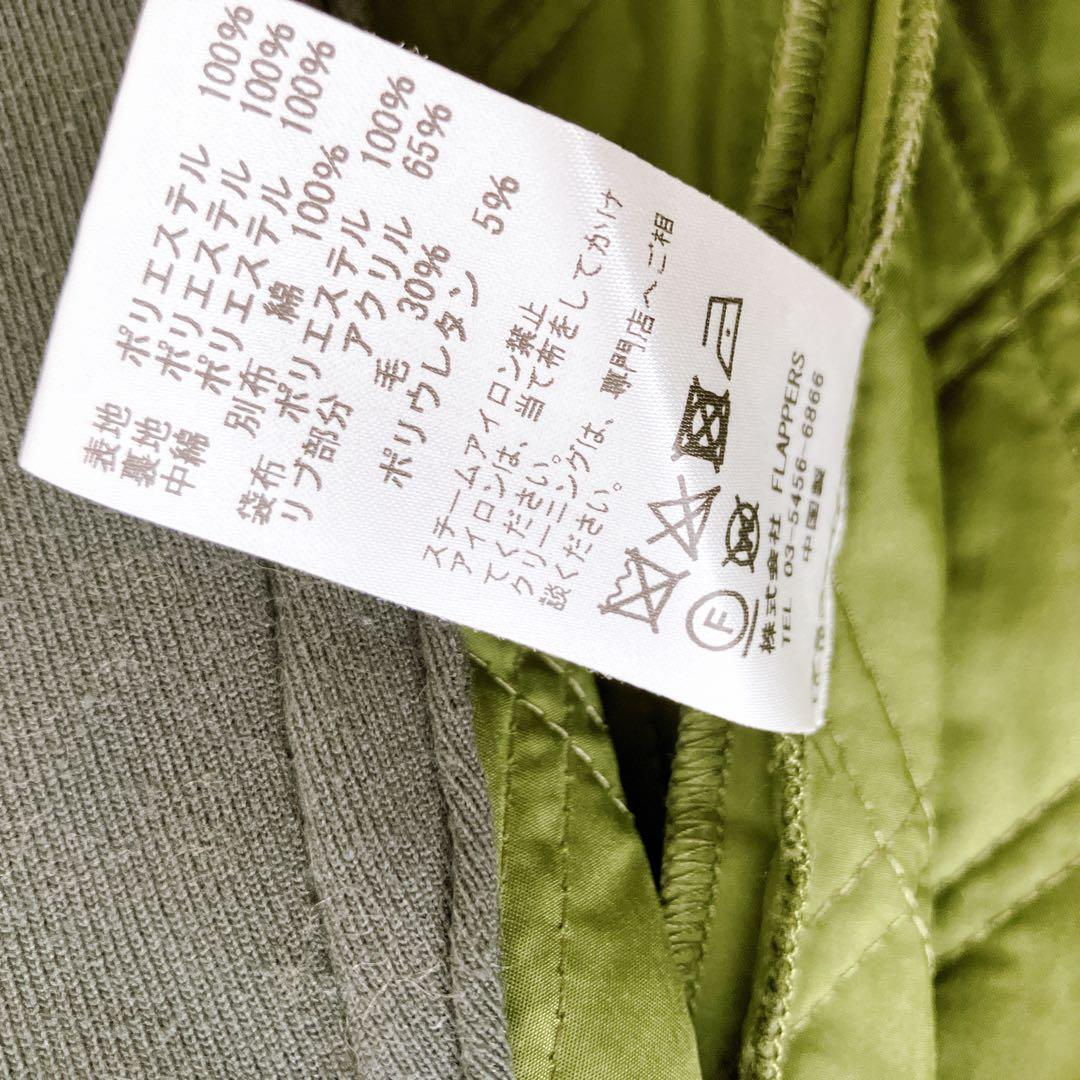 表地 ポリエステル 100%
裏地 ポリエステル 100%
中綿 ポリエステル 100%
別布 綿 100%
袋布 ポリエステル 100%
リブ部分 アクリル 65%
毛 30%
ポリウレタン 5%
スチームアイロン禁止
アイロンは、当て布をしてかけ
てください。
クリーニングは、専門店へご相
談ください。
F
株式会社 FLAPPERS
TEL 03-5456-6866
中国製